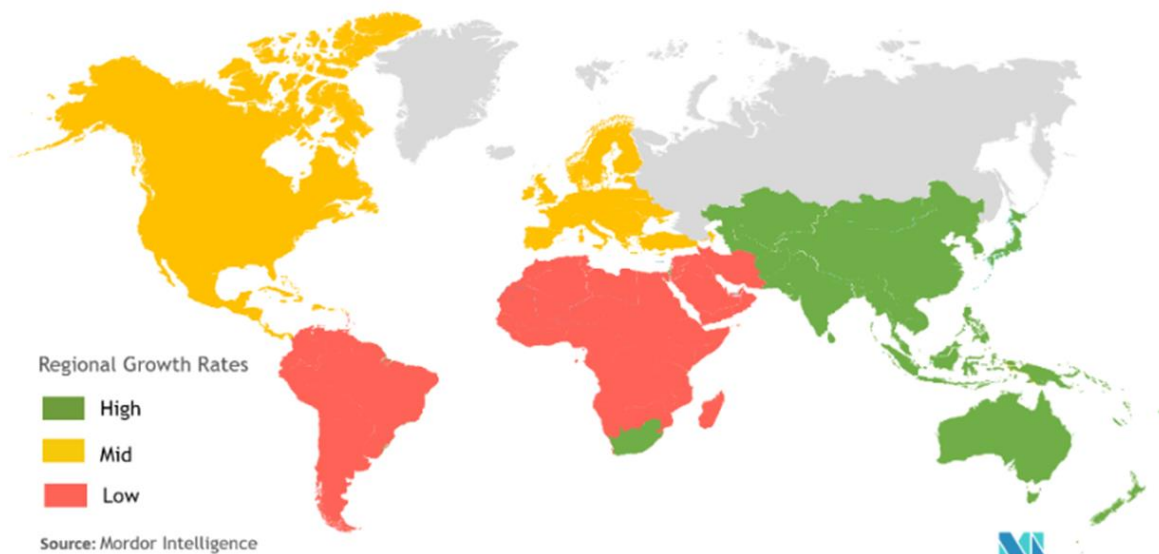 Regional Growth Rates
High
Mid
Low
Source: Mordor Intelligence